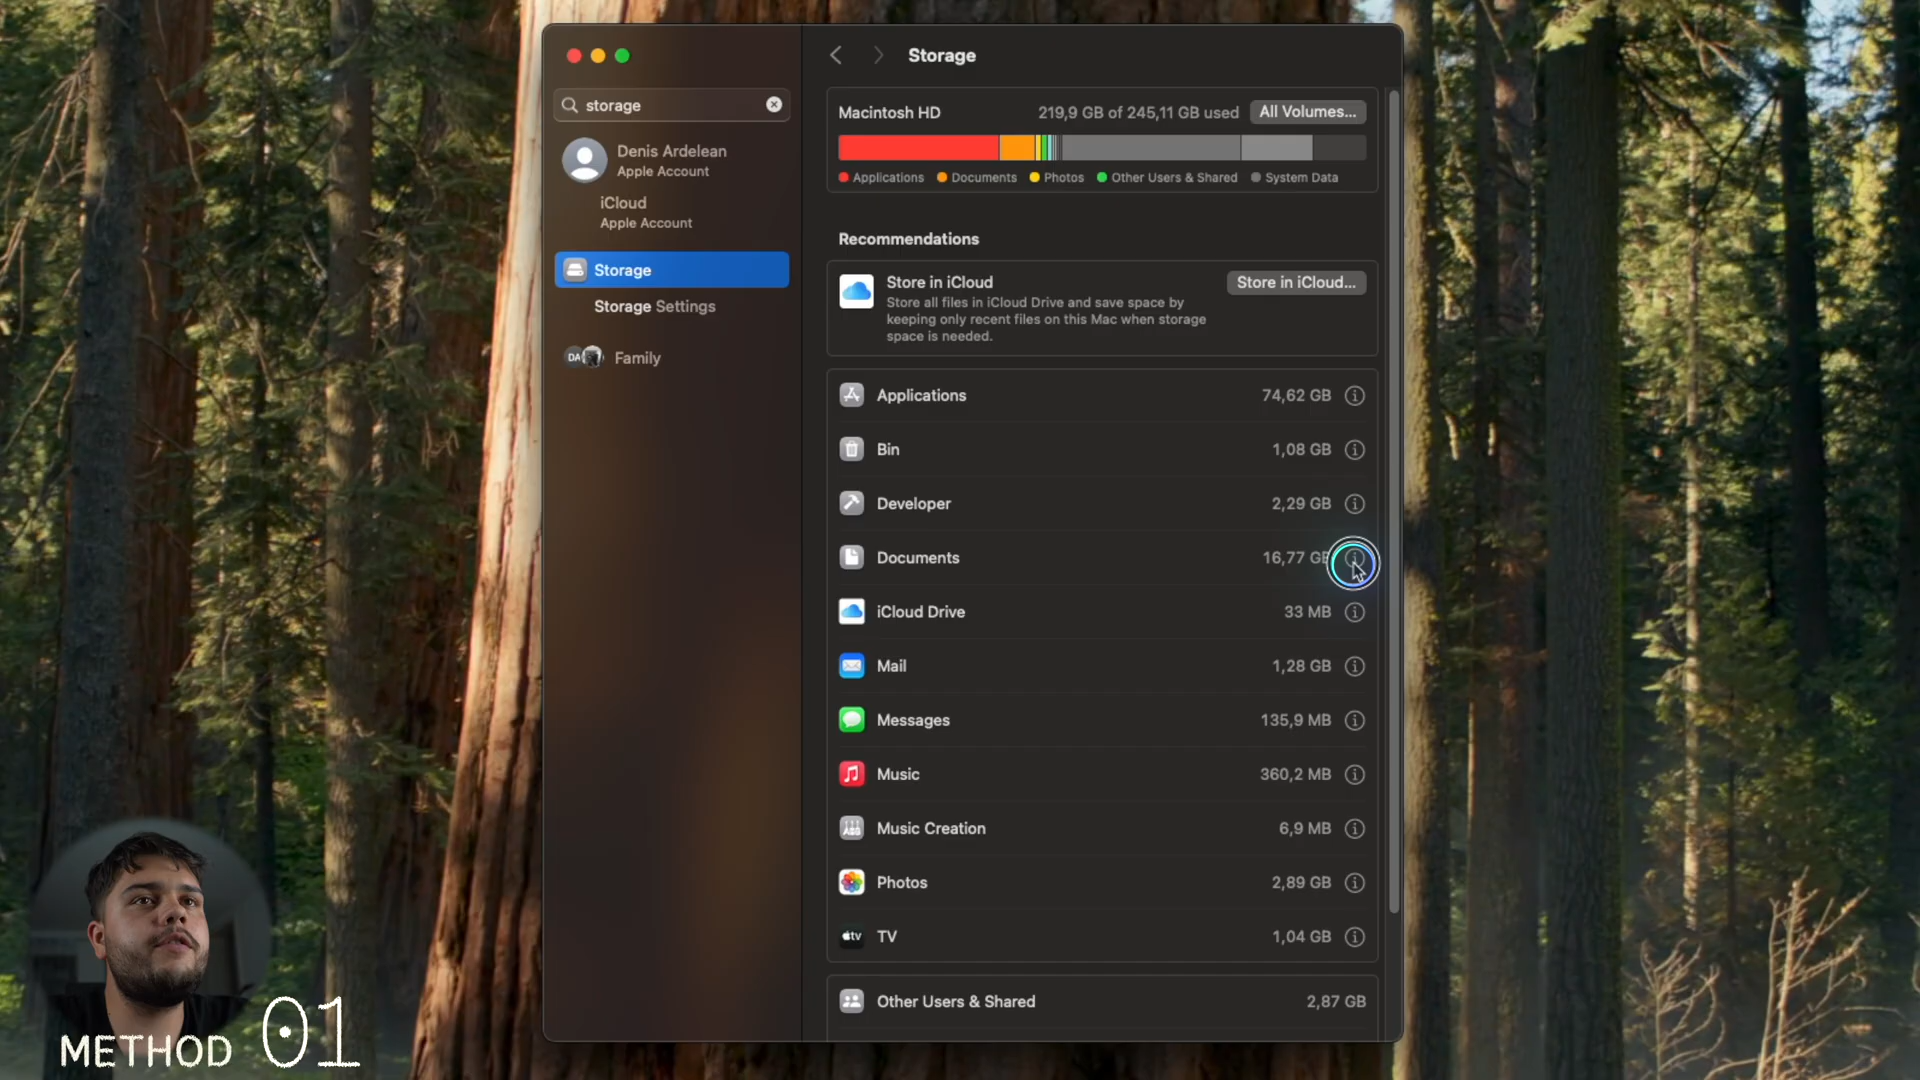 storage
Denis Ardelean
Apple Account
iCloud
Apple Account
Storage
Storage Settings
DA
Family
Storage
Macintosh HD
219,9 GB of 245,11 GB used
All Volumes...
Applications
Documents
Photos
Other Users & Shared
System Data
Recommendations
Store in iCloud
Store all files in iCloud Drive and save space by
keeping only recent files on this Mac when storage
space is needed.
Store in iCloud...
Applications 74,62 GB
Bin 1,08 GB
Developer 2,29 GB
Documents 16,77 GB
iCloud Drive 33 MB
Mail 1,28 GB
Messages 135,9 MB
Music 360,2 MB
Music Creation 6,9 MB
Photos 2,89 GB
tv
TV 1,04 GB
Other Users & Shared 2,87 GB
METHOD 01